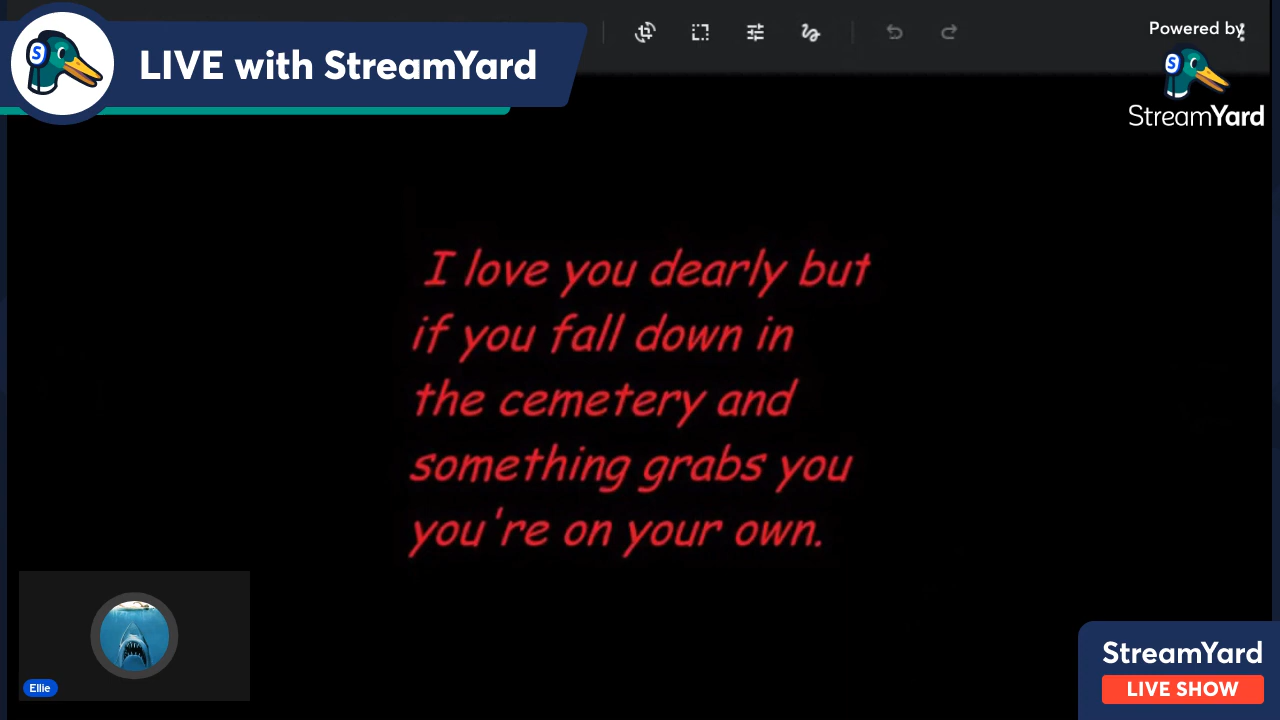 LIVE with StreamYard
Powered by
StreamYard
I love you dearly but
if you fall down in
the cemetery and
something grabs you
you're on your own.
Ellie
StreamYard
LIVE SHOW